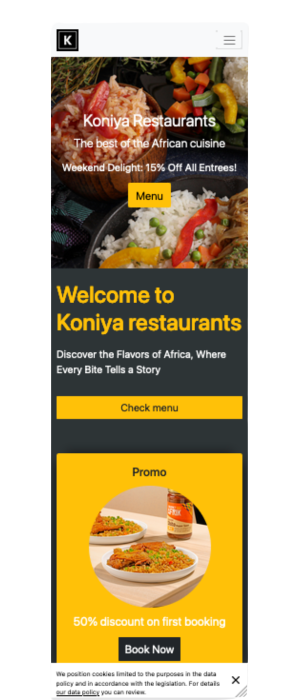 K
Koniya Restaurants
The best of the African cuisine
Weekend Delight: 15% Off All Entrees!
Menu
Welcome to
Koniya restaurants
Discover the Flavors of Africa, Where
Every Bite Tells a Story
Check menu
Promo
50% discount on first booking
Book Now
We position cookies limited to the purposes in the data
policy and in accordance with the legislation. For details
our data policy you can review.